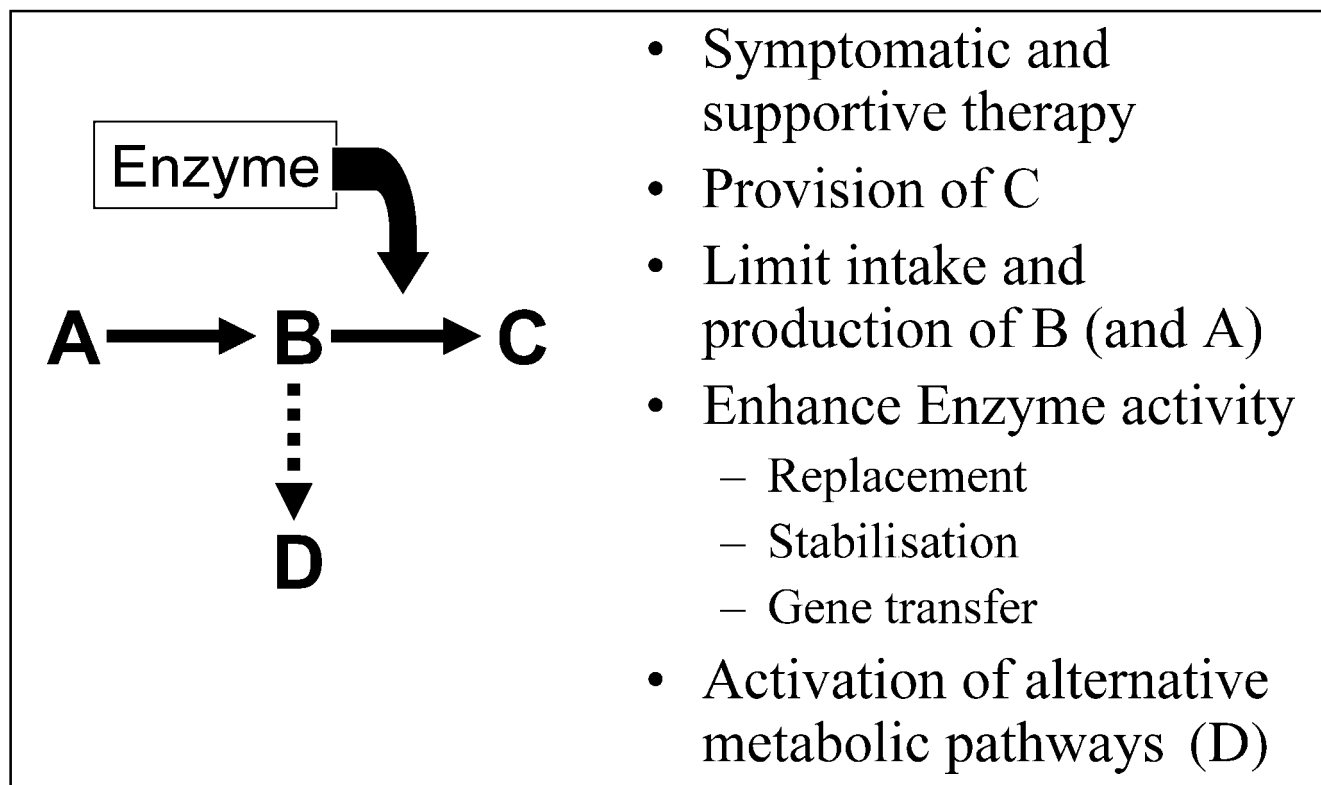 Enzyme
A
B
C
D
• Symptomatic and
supportive therapy
• Provision of C
• Limit intake and
production of B (and A)
• Enhance Enzyme activity
– Replacement
– Stabilisation
– Gene transfer
• Activation of alternative
metabolic pathways (D)